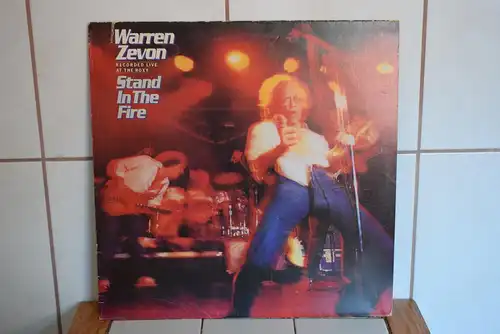 Warren
Zevon
RECORDED LIVE
AT THE ROXY
Stand
In The
Fire